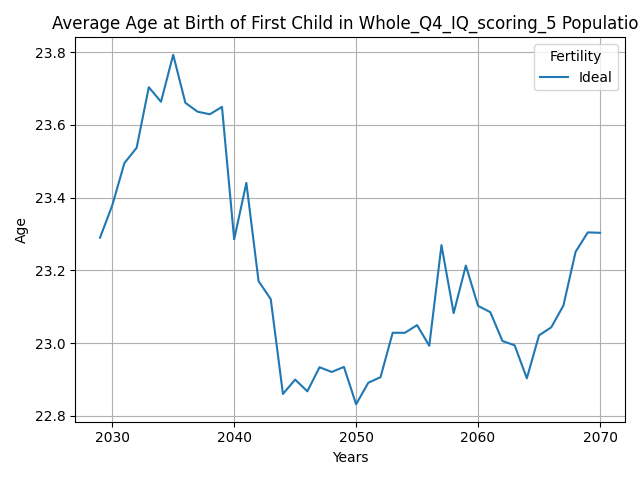 Average Age at Birth of First Child in Whole_Q4_IQ_scoring_5 Populatio
Fertility
Ideal
23.8
23.6
23.4
23.2
23.0
22.8
Age
2030 2040 2050 2060 2070
Years